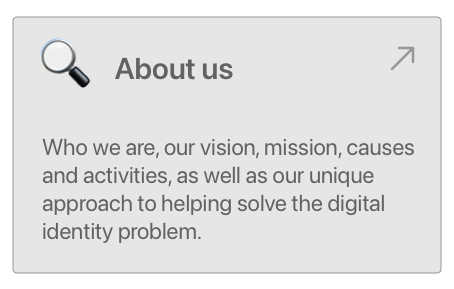 About us
Who we are, our vision, mission, causes
and activities, as well as our unique
approach to helping solve the digital
identity problem.